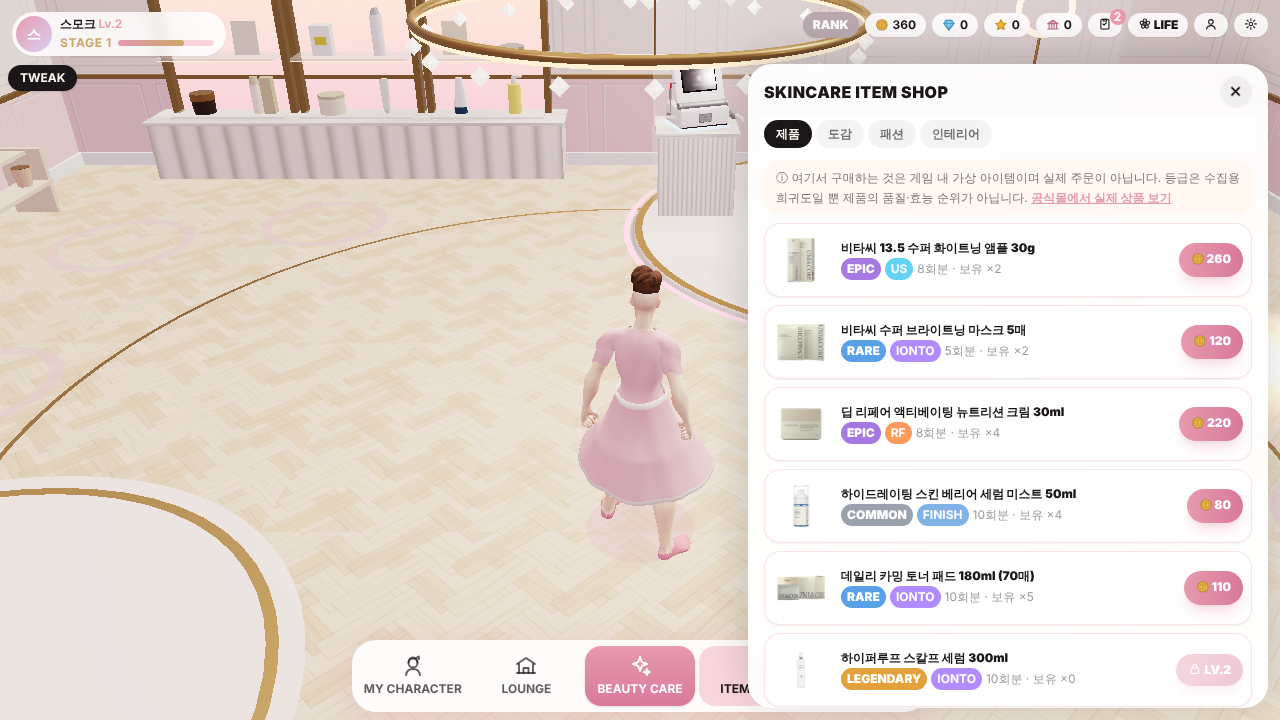 스
스모크 Lv.2
STAGE 1
TWEAK
RANK
360
0
0
0
2
LIFE
SKINCARE ITEM SHOP
제품
도감
패션
인테리어
ⓘ 여기서 구매하는 것은 게임 내 가상 아이템이며 실제 주문이 아닙니다. 등급은 수집용
희귀도일 뿐 제품의 품질·효능 순위가 아닙니다. 공식몰에서 실제 상품 보기
비타씨 13.5 수퍼 화이트닝 앰플 30g
EPIC US 8회분 · 보유 ×2
260
비타씨 수퍼 브라이트닝 마스크 5매
RARE IONTO 5회분 · 보유 ×2
120
딥 리페어 액티베이팅 뉴트리션 크림 30ml
EPIC RF 8회분 · 보유 ×4
220
하이드레이팅 스킨 베리어 세럼 미스트 50ml
COMMON FINISH 10회분 · 보유 ×4
80
데일리 카밍 토너 패드 180ml (70매)
RARE IONTO 10회분 · 보유 ×5
110
하이퍼루프 스칼프 세럼 300ml
LEGENDARY IONTO 10회분 · 보유 ×0
LV.2
MY CHARACTER
LOUNGE
BEAUTY CARE
ITEM